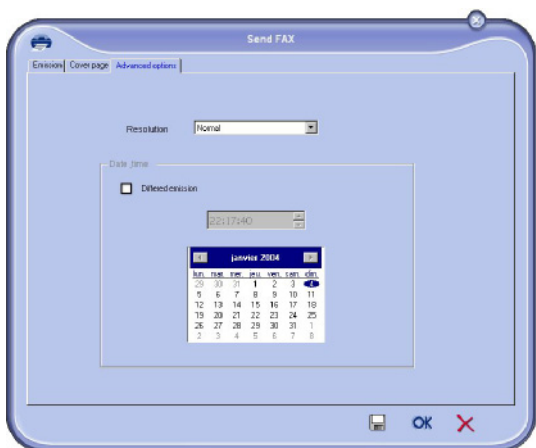 Send FAX
Emission Cover page Advanced options
Resolution Normal
Date ,time
Differed emission
22:17:40
janvier 2004
lun. mar. mer. jeu. ven. sam. dim.
29 30 31 1 2 3 4
5 6 7 8 9 10 11
12 13 14 15 16 17 18
19 20 21 22 23 24 25
26 27 28 29 30 31 1
2 3 4 5 6 7 8
OK